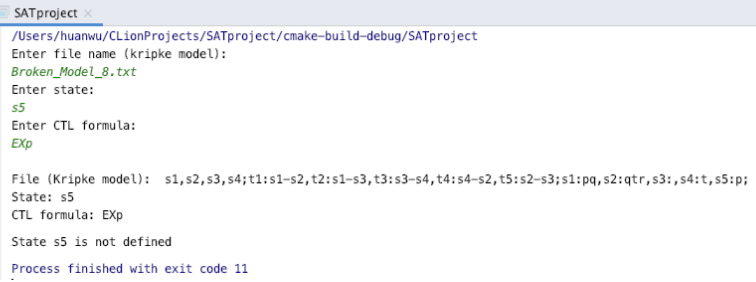 SATproject ×
/Users/huanwu/CLionProjects/SATproject/cmake-build-debug/SATproject
Enter file name (kripke model):
Broken_Model_8.txt
Enter state:
s5
Enter CTL formula:
EXp
File (Kripke model):  s1,s2,s3,s4;t1:s1-s2,t2:s1-s3,t3:s3-s4,t4:s4-s2,t5:s2-s3;s1:pq,s2:qtr,s3:,s4:t,s5:p;
State: s5
CTL formula: EXp
State s5 is not defined
Process finished with exit code 11